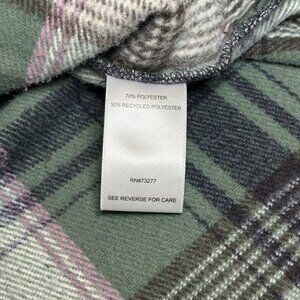 70% POLYESTER
30% RECYCLED POLYESTER
RN#73277
SEE REVERSE FOR CARE